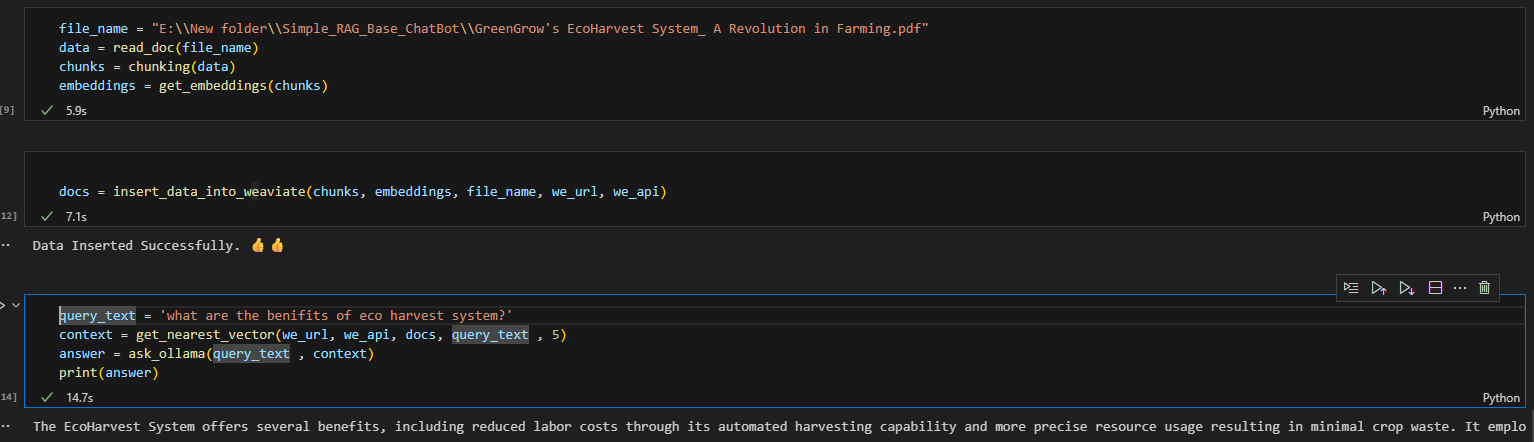 file_name = "E:\\New folder\\Simple_RAG_Base_ChatBot\\GreenGrow's EcoHarvest System_ A Revolution in Farming.pdf"
data = read_doc(file_name)
chunks = chunking(data)
embeddings = get_embeddings(chunks)
[9]
5.9s
Python
docs = insert_data_into_weaviate(chunks, embeddings, file_name, we_url, we_api)
12]
7.1s
Python
Data Inserted Successfully. 👍👍
query_text = 'what are the benifits of eco harvest system?'
context = get_nearest_vector(we_url, we_api, docs, query_text , 5)
answer = ask_ollama(query_text , context)
print(answer)
14]
14.7s
Python
The EcoHarvest System offers several benefits, including reduced labor costs through its automated harvesting capability and more precise resource usage resulting in minimal crop waste. It emplo